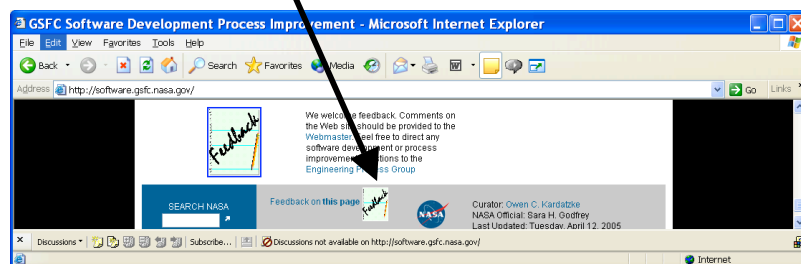 GSFC Software Development Process Improvement - Microsoft Internet Explorer
File Edit View Favorites Tools Help
Back Search Favorites Media
Address http://software.gsfc.nasa.gov/ Go Links
Feedback
We welcome feedback. Comments on
the Web site should be provided to the
Webmaster. Feel free to direct any
software development or process
improvement questions to the
Engineering Process Group
SEARCH NASA
Feedback on this page
Feedback
NASA
Curator: Owen C. Kardatzke
NASA Official: Sara H. Godfrey
Last Updated: Tuesday, April 12, 2005
Discussions Subscribe... Discussions not available on http://software.gsfc.nasa.gov/
Internet